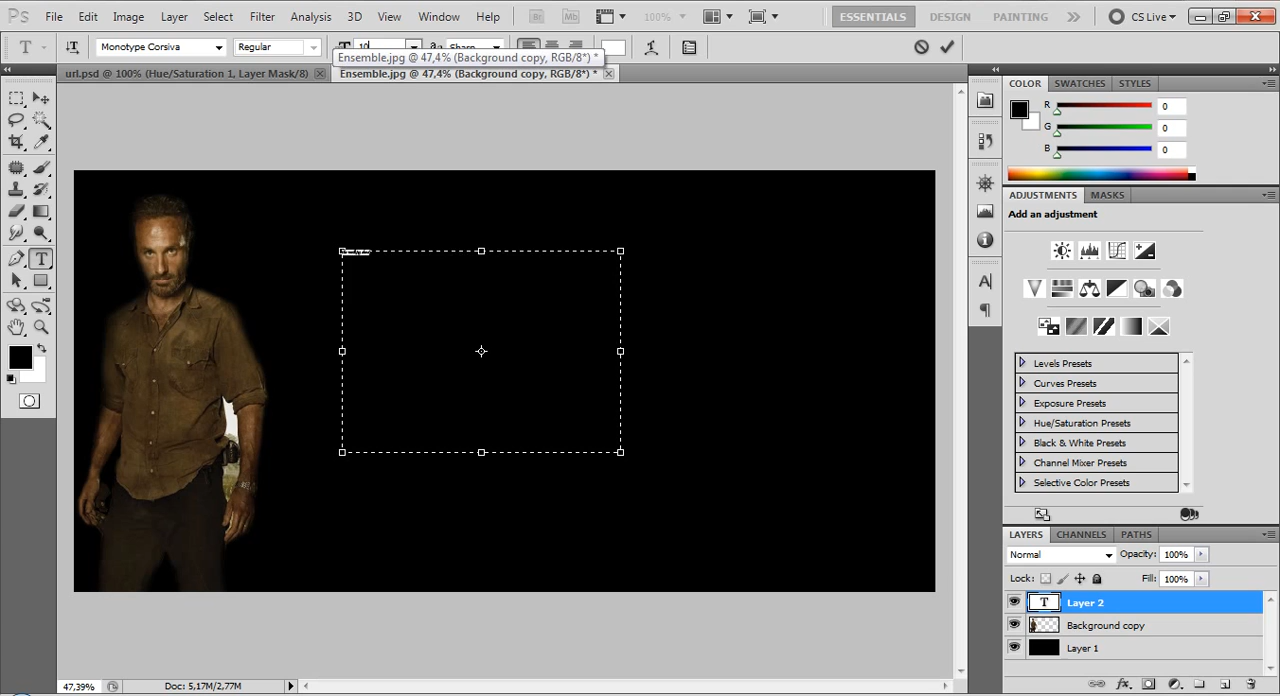 Ps File Edit Image Layer Select Filter Analysis 3D View Window Help Br Mb 100% ESSENTIALS DESIGN PAINTING CS Live
T Monotype Corsiva Regular 10 Sharp
Ensemble.jpg @ 47,4% (Background copy, RGB/8*) *
url.psd @ 100% (Hue/Saturation 1, Layer Mask/8) Ensemble.jpg @ 47,4% (Background copy, RGB/8*) *
COLOR SWATCHES STYLES
R 0
G 0
B 0
ADJUSTMENTS MASKS
Add an adjustment
Levels Presets
Curves Presets
Exposure Presets
Hue/Saturation Presets
Black & White Presets
Channel Mixer Presets
Selective Color Presets
LAYERS CHANNELS PATHS
Normal Opacity: 100%
Lock: Fill: 100%
T Layer 2
Background copy
Layer 1
47,39% Doc: 5,17M/2,77M